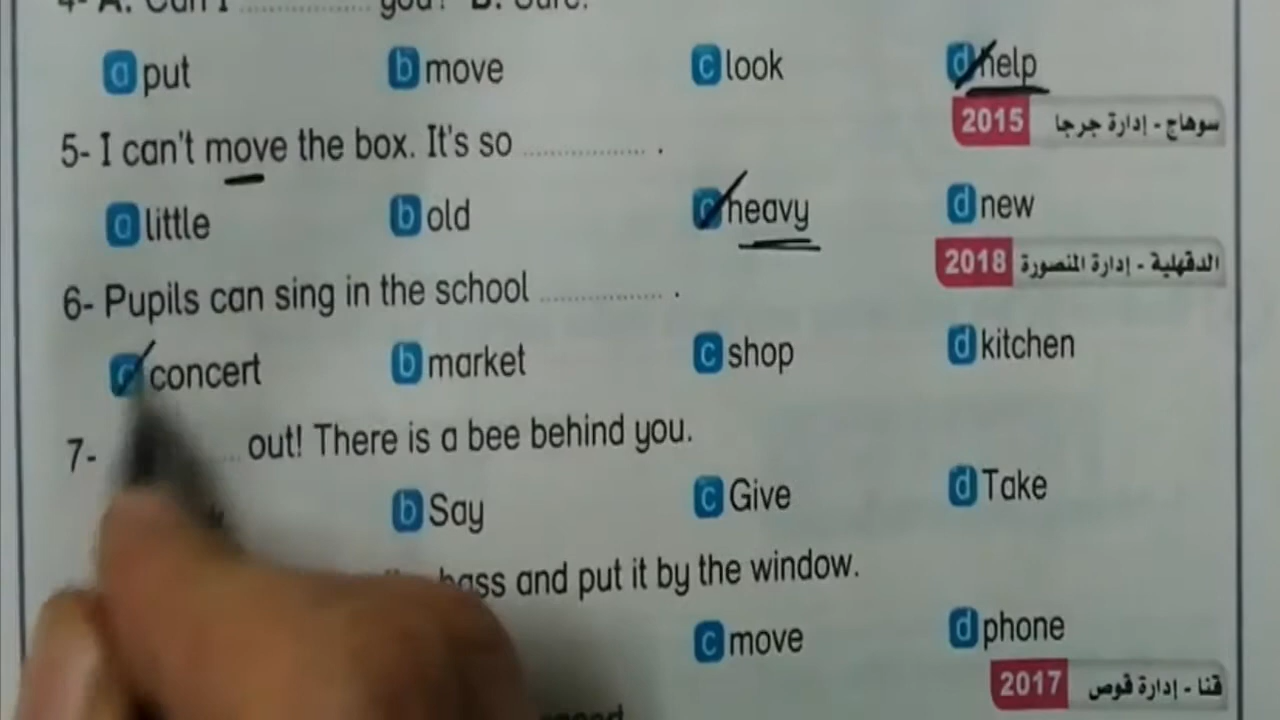 4- A: Can I .............. you? B: Sure.
a put b move c look d help
2015 سوهاج - إدارة جرجا
5- I can't move the box. It's so .............. .
a little b old c heavy d new
2018 الدقهلية - إدارة المنصورة
6- Pupils can sing in the school .............. .
a concert b market c shop d kitchen
7- .............. out! There is a bee behind you.
b Say c Give d Take
bass and put it by the window.
c move d phone
2017 قنا - إدارة قوص